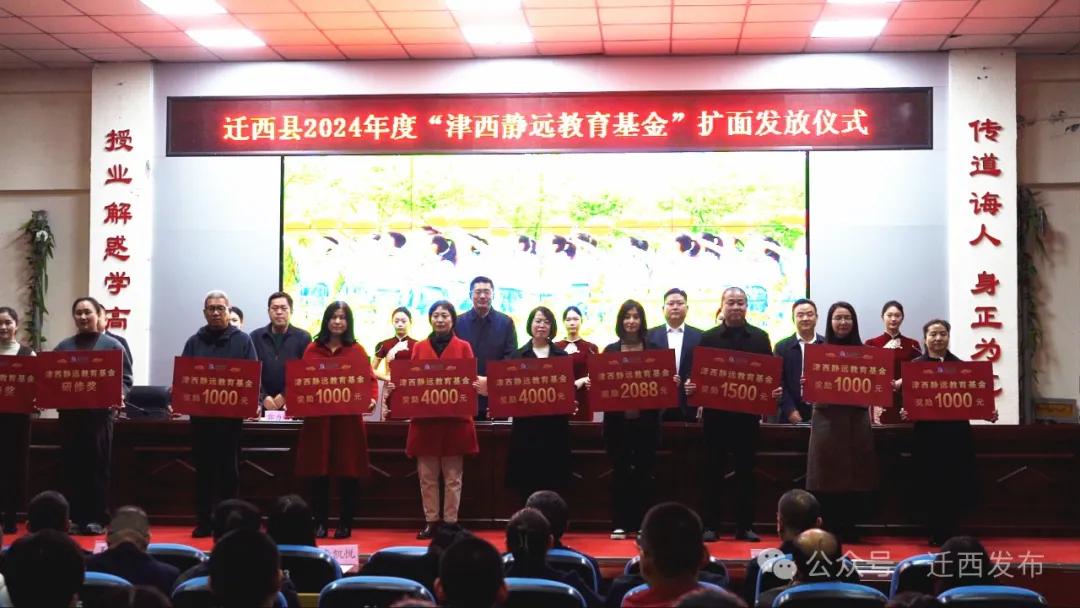 迁西县2024年度“津西静远教育基金”扩面发放仪式
授业解惑学高
传道诲人 身正为
津西静远教育基金
研修奖
津西静远教育基金
奖励 1000元
津西静远教育基金
奖励 1000元
津西静远教育基金
奖励 4000元
津西静远教育基金
奖励 4000元
津西静远教育基金
奖励 2088元
津西静远教育基金
奖励 1500元
津西静远教育基金
奖励 1000元
津西静远教育基金
奖励 1000元
公众号 迁西发布